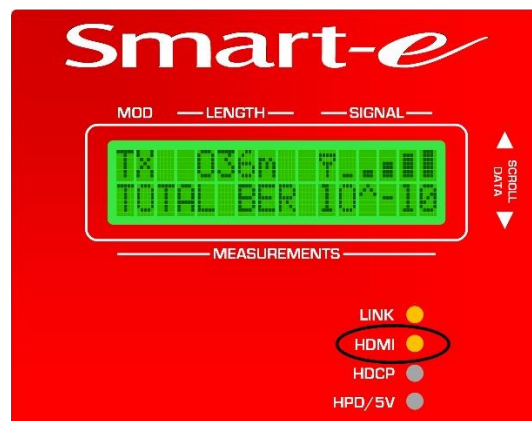 Smart-e
MOD LENGTH SIGNAL
TX 036m
TOTAL BER 10^-10
SCROLL DATA
MEASUREMENTS
LINK
HDMI
HDCP
HPD/5V